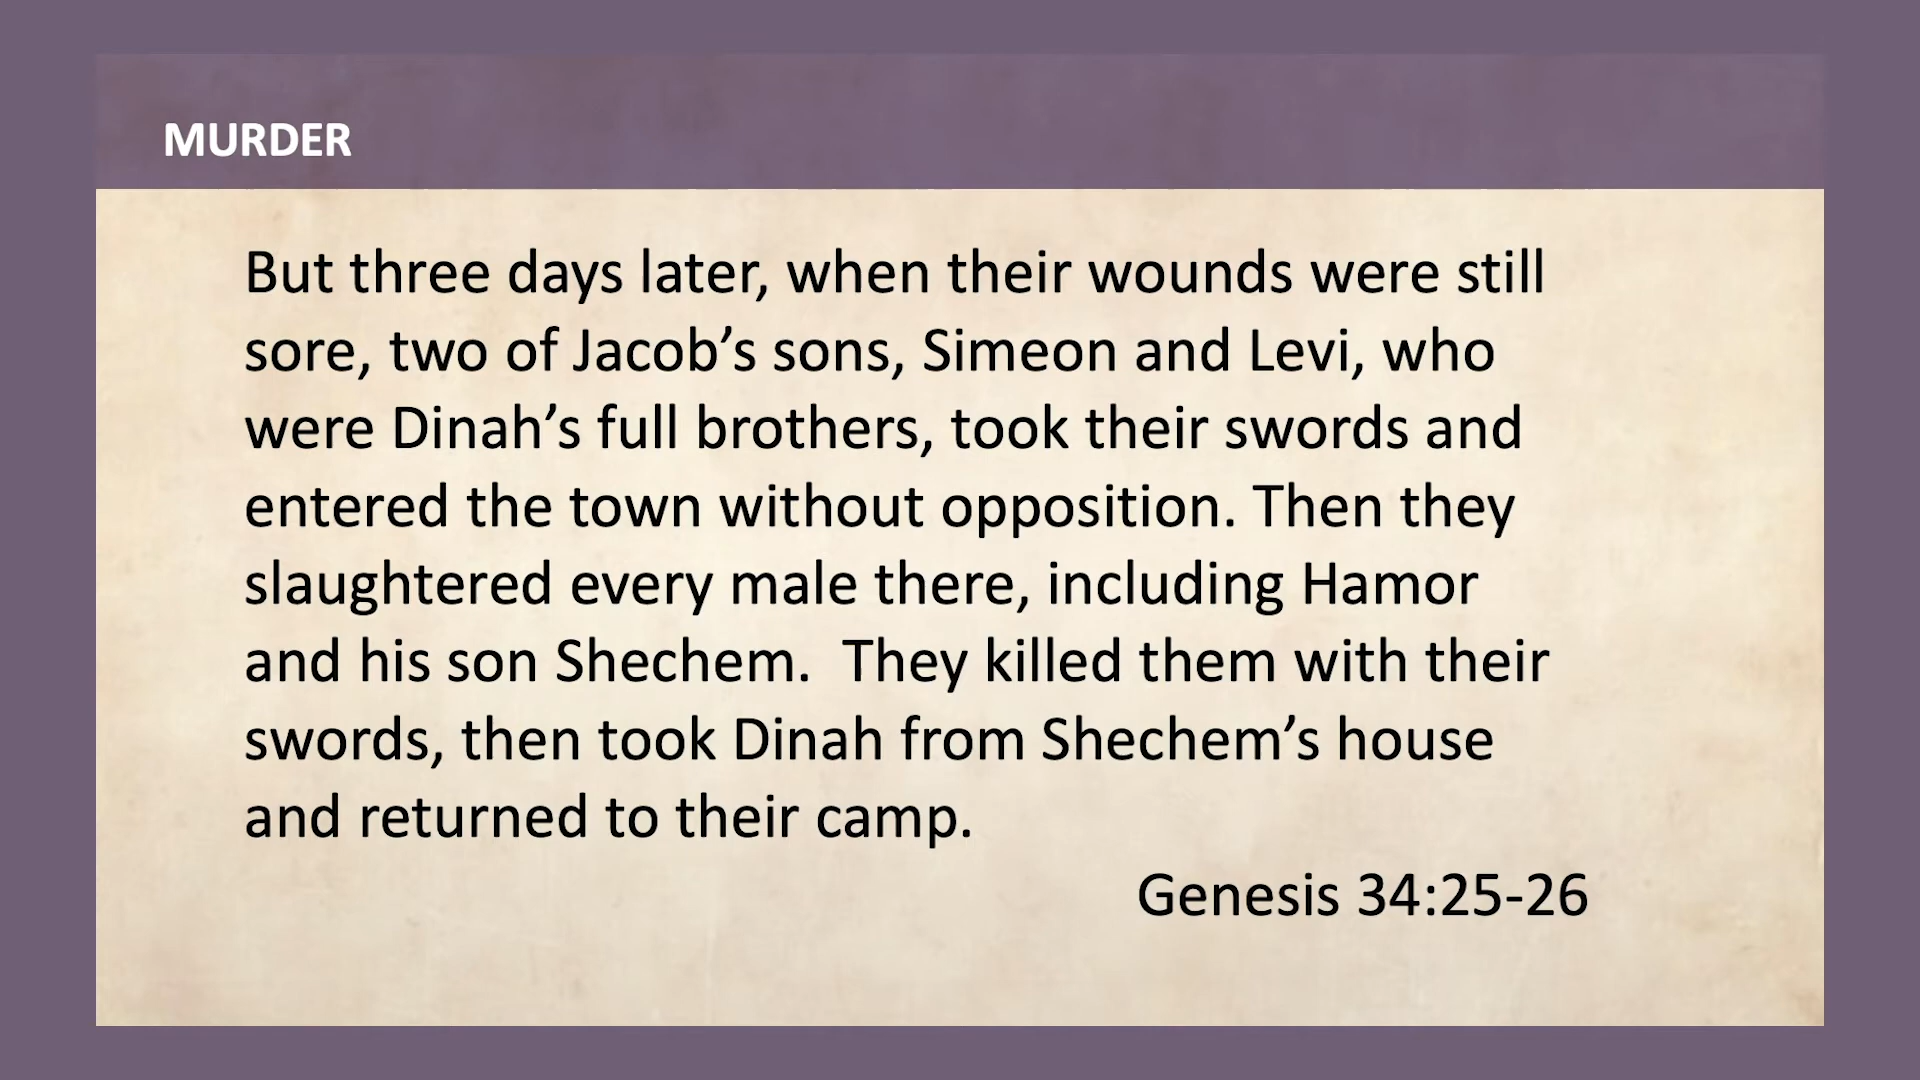 MURDER
But three days later, when their wounds were still
sore, two of Jacob’s sons, Simeon and Levi, who
were Dinah’s full brothers, took their swords and
entered the town without opposition. Then they
slaughtered every male there, including Hamor
and his son Shechem.  They killed them with their
swords, then took Dinah from Shechem’s house
and returned to their camp.
Genesis 34:25-26